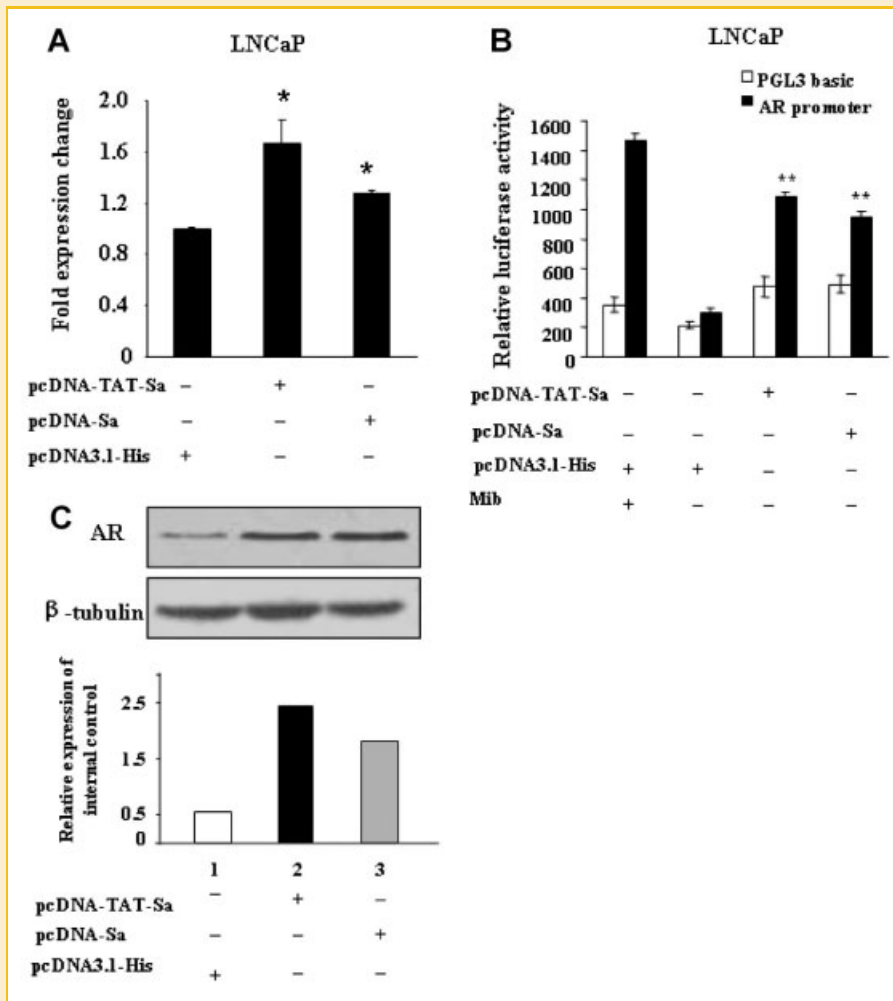 A
LNCaP
Fold expression change
2.0
1.6
1.2
0.8
0.4
0
*
*
pcDNA-TAT-Sa – + –
pcDNA-Sa – – +
pcDNA3.1-His + – –
B
LNCaP
PGL3 basic
AR promoter
Relative luciferase activity
1600
1400
1200
1000
800
600
400
200
0
**
**
pcDNA-TAT-Sa – – + –
pcDNA-Sa – – – +
pcDNA3.1-His + + – –
Mib + – – –
C
AR
β-tubulin
Relative expression of
internal control
2.5
1.5
0.5
0
1 2 3
pcDNA-TAT-Sa – + –
pcDNA-Sa – – +
pcDNA3.1-His + – –